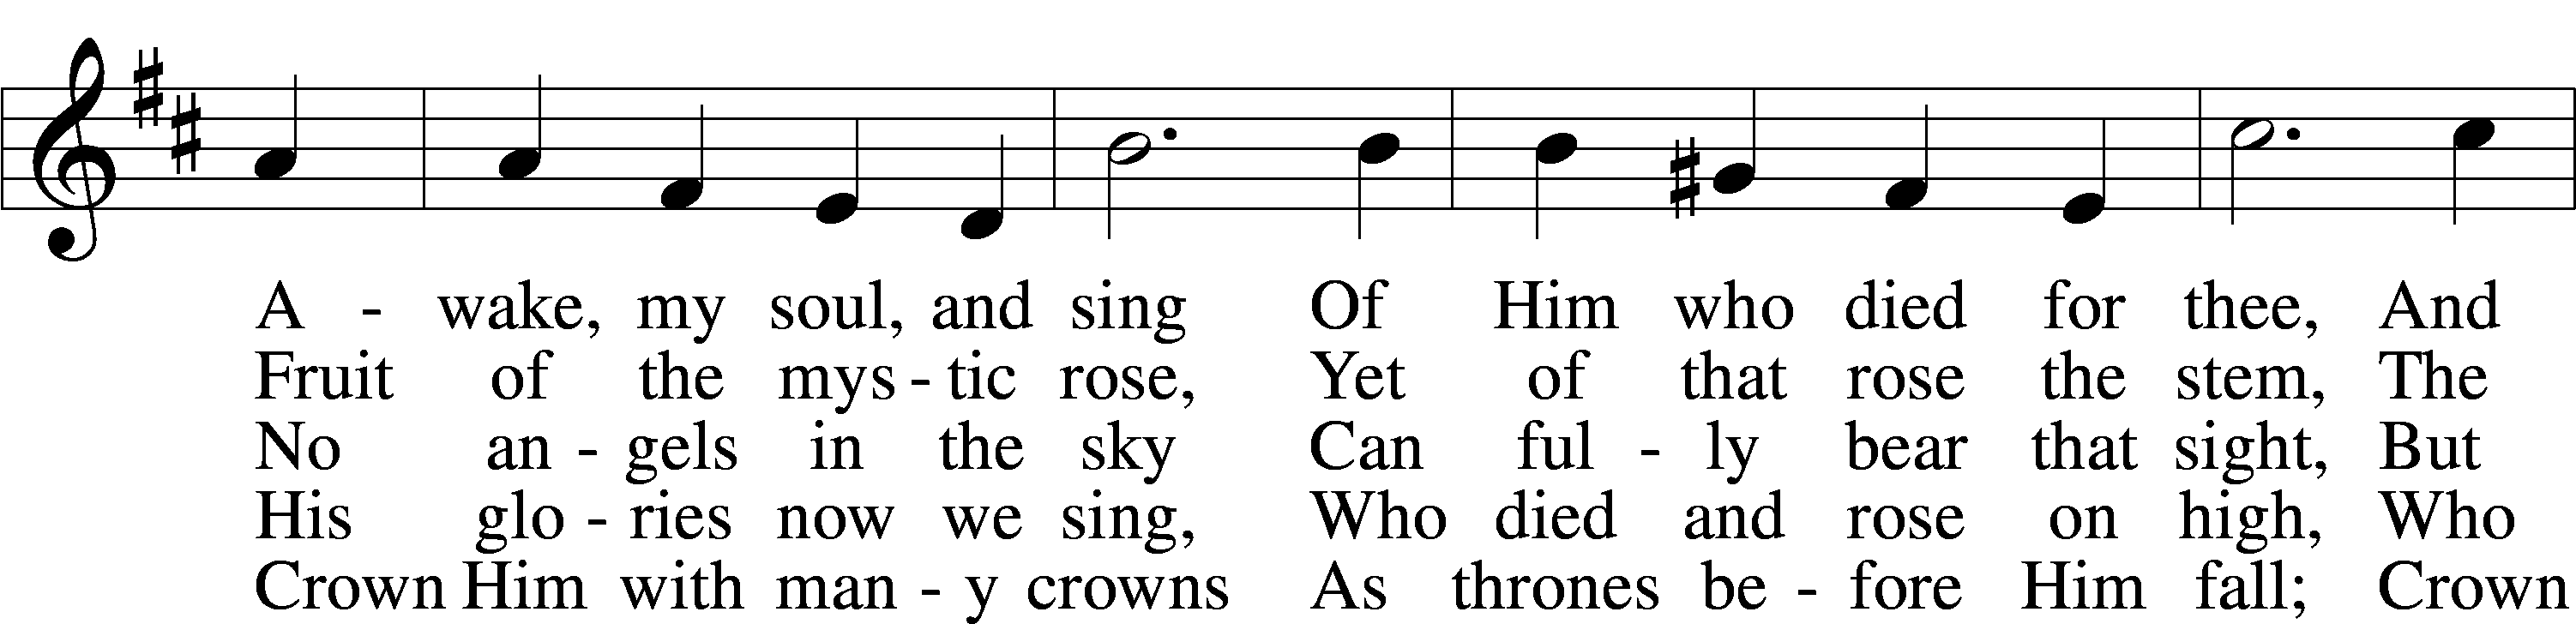 A - wake, my soul, and sing Of Him who died for thee, And
Fruit of the mys - tic rose, Yet of that rose the stem, The
No an - gels in the sky Can ful - ly bear that sight, But
His glo - ries now we sing, Who died and rose on high, Who
Crown Him with man - y crowns As thrones be - fore Him fall; Crown